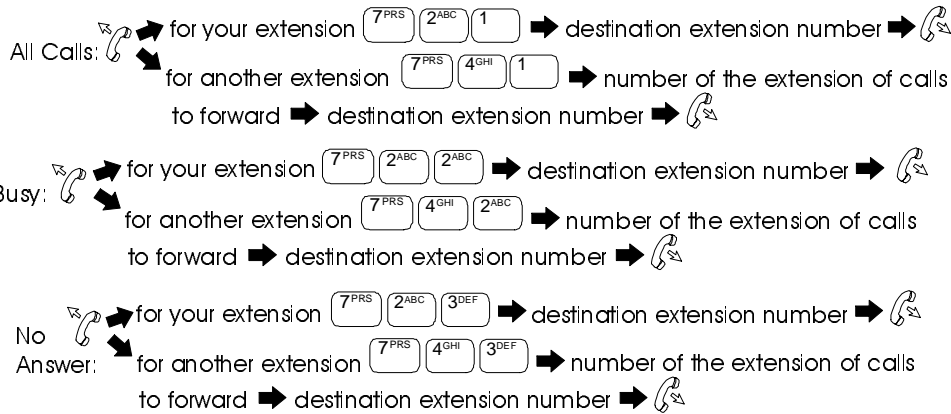 for your extension 7PRS 2ABC 1 destination extension number
All Calls:
for another extension 7PRS 4GHI 1 number of the extension of calls
to forward destination extension number
for your extension 7PRS 2ABC 2ABC destination extension number
Busy:
for another extension 7PRS 4GHI 2ABC number of the extension of calls
to forward destination extension number
for your extension 7PRS 2ABC 3DEF destination extension number
No
Answer:
for another extension 7PRS 4GHI 3DEF number of the extension of calls
to forward destination extension number